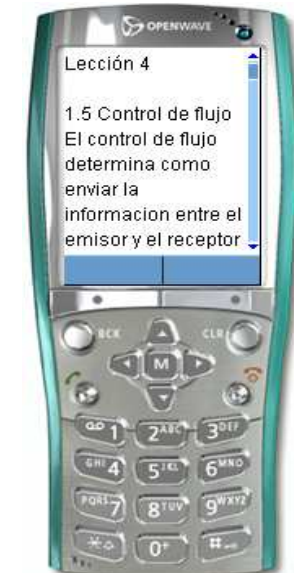 OPENWAVE
Lección 4
1.5 Control de flujo
El control de flujo
determina como
enviar la
informacion entre el
emisor y el receptor
BCK
CLR
M
1 2ABC 3DEF
GHI4 5JKL 6MNO
PQRS7 8TUV 9WXYZ
0+ #